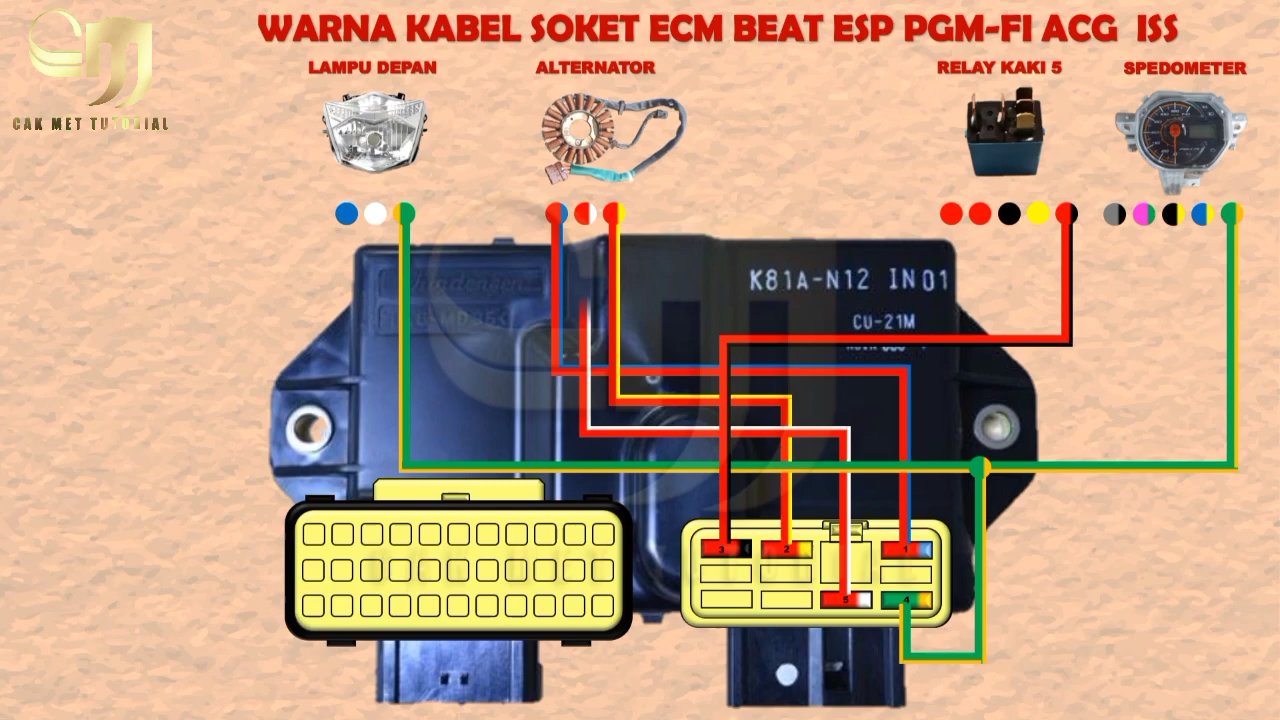 WARNA KABEL SOKET ECM BEAT ESP PGM-FI ACG ISS
LAMPU DEPAN
ALTERNATOR
RELAY KAKI 5
SPEDOMETER
CAK MET TUTORIAL
K81A-N12 IN01
CU-21M
3
2
1
5
4